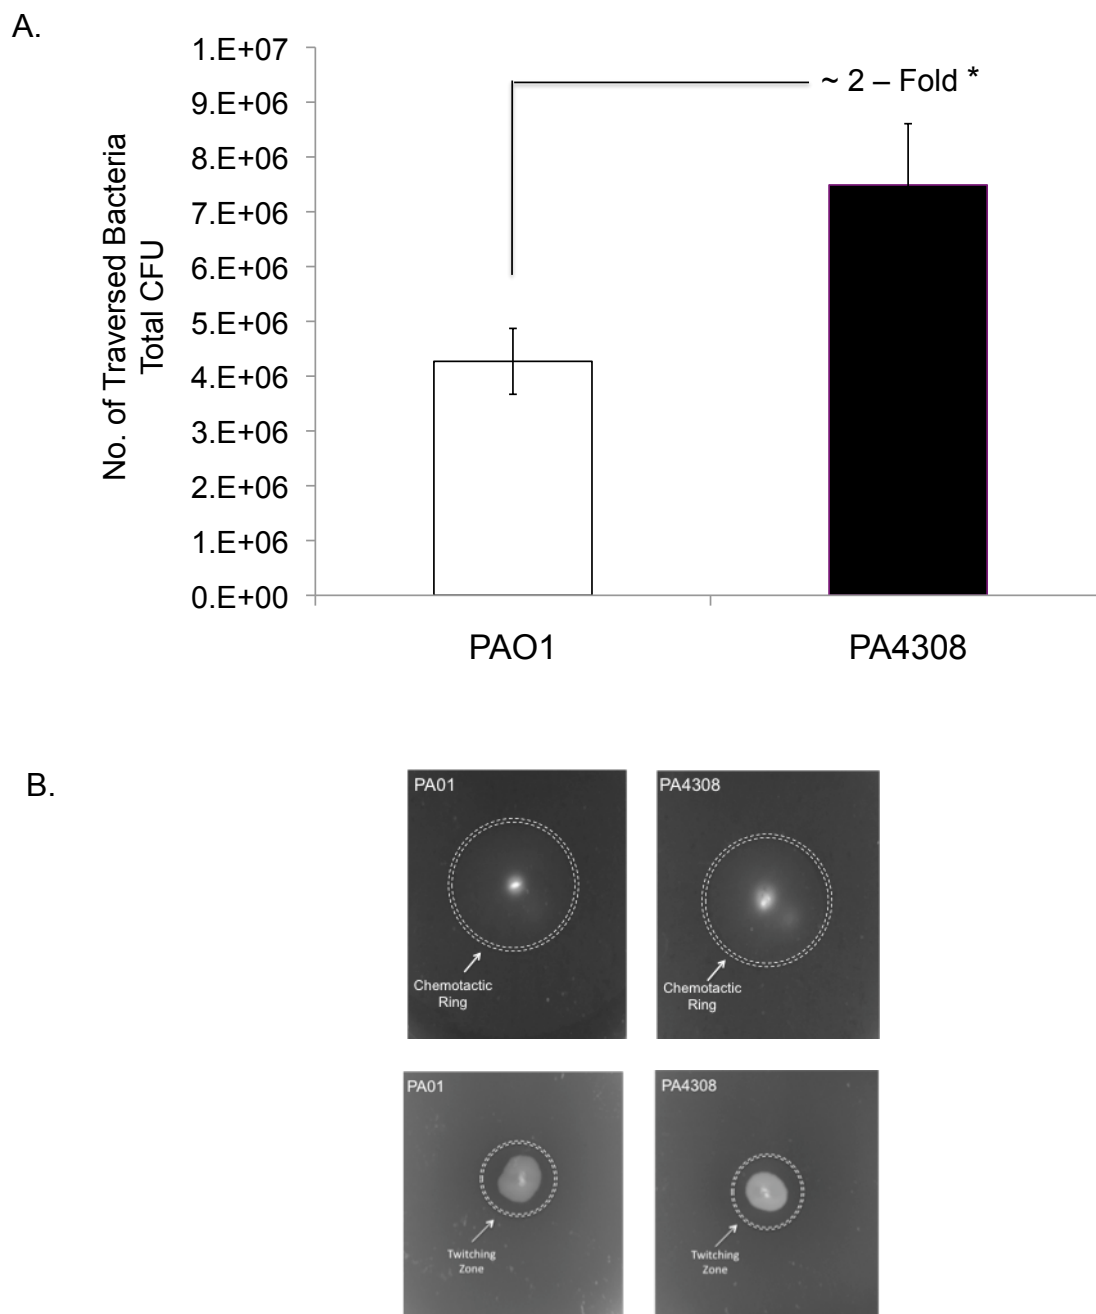 A.
1.E+07
9.E+06
8.E+06
7.E+06
6.E+06
5.E+06
4.E+06
3.E+06
2.E+06
1.E+06
0.E+00
No. of Traversed Bacteria
Total CFU
~ 2 – Fold *
PAO1
PA4308
B.
PA01
Chemotactic
Ring
PA4308
Chemotactic
Ring
PA01
Twitching
Zone
PA4308
Twitching
Zone